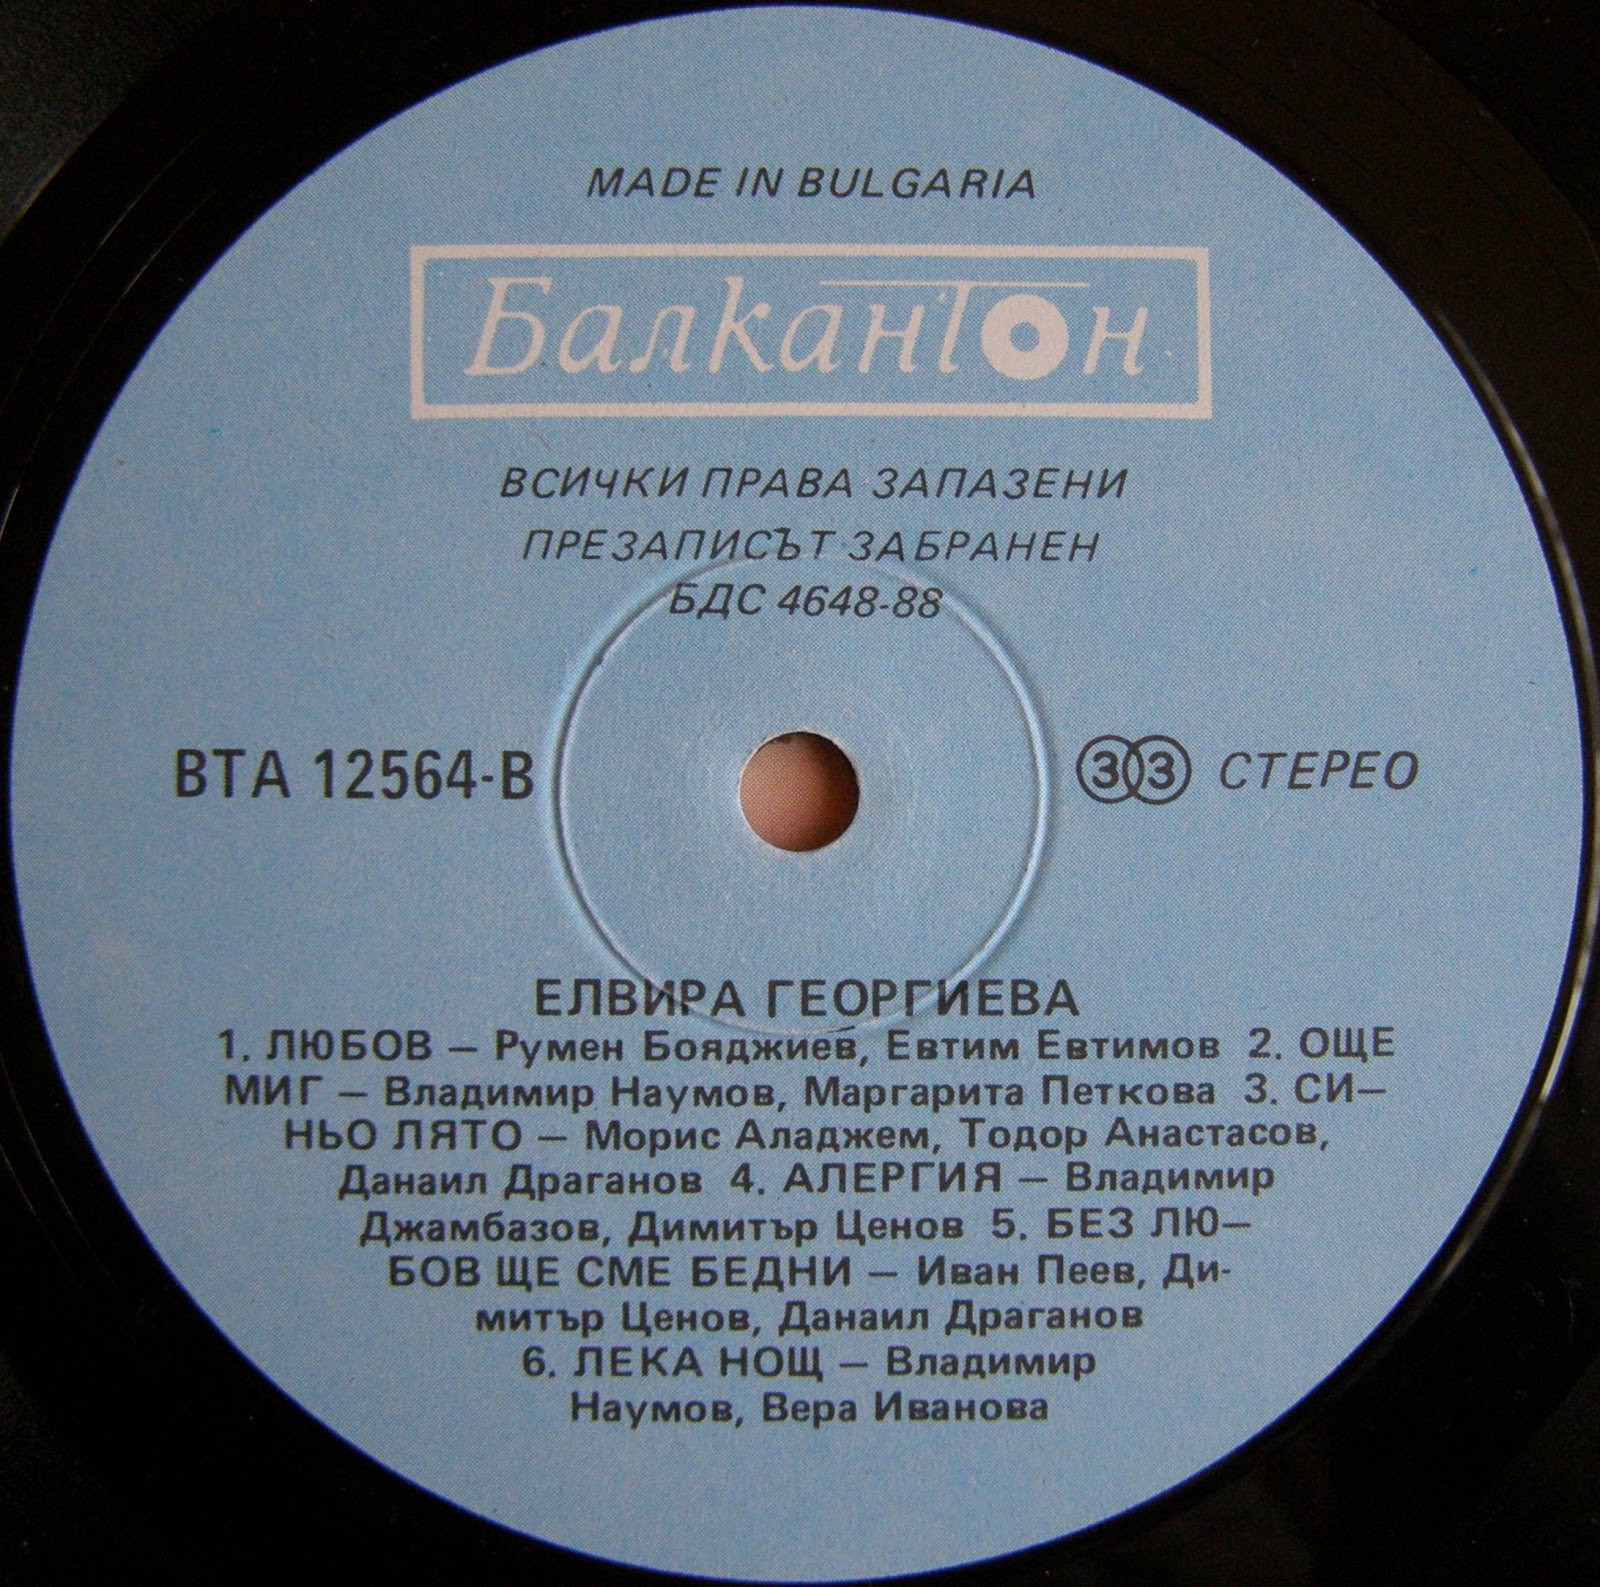 MADE IN BULGARIA
Балкантон
ВСИЧКИ ПРАВА ЗАПАЗЕНИ
ПРЕЗАПИСЪТ ЗАБРАНЕН
БДС 4648-88
ВТА 12564-В 33 СТЕРЕО
ЕЛВИРА ГЕОРГИЕВА
1. ЛЮБОВ — Румен Бояджиев, Евтим Евтимов 2. ОЩЕ
МИГ — Владимир Наумов, Маргарита Петкова 3. СИ—
НЬО ЛЯТО — Морис Аладжем, Тодор Анастасов,
Данаил Драганов 4. АЛЕРГИЯ — Владимир
Джамбазов, Димитър Ценов 5. БЕЗ ЛЮ—
БОВ ЩЕ СМЕ БЕДНИ — Иван Пеев, Ди-
митър Ценов, Данаил Драганов
6. ЛЕКА НОЩ — Владимир
Наумов, Вера Иванова